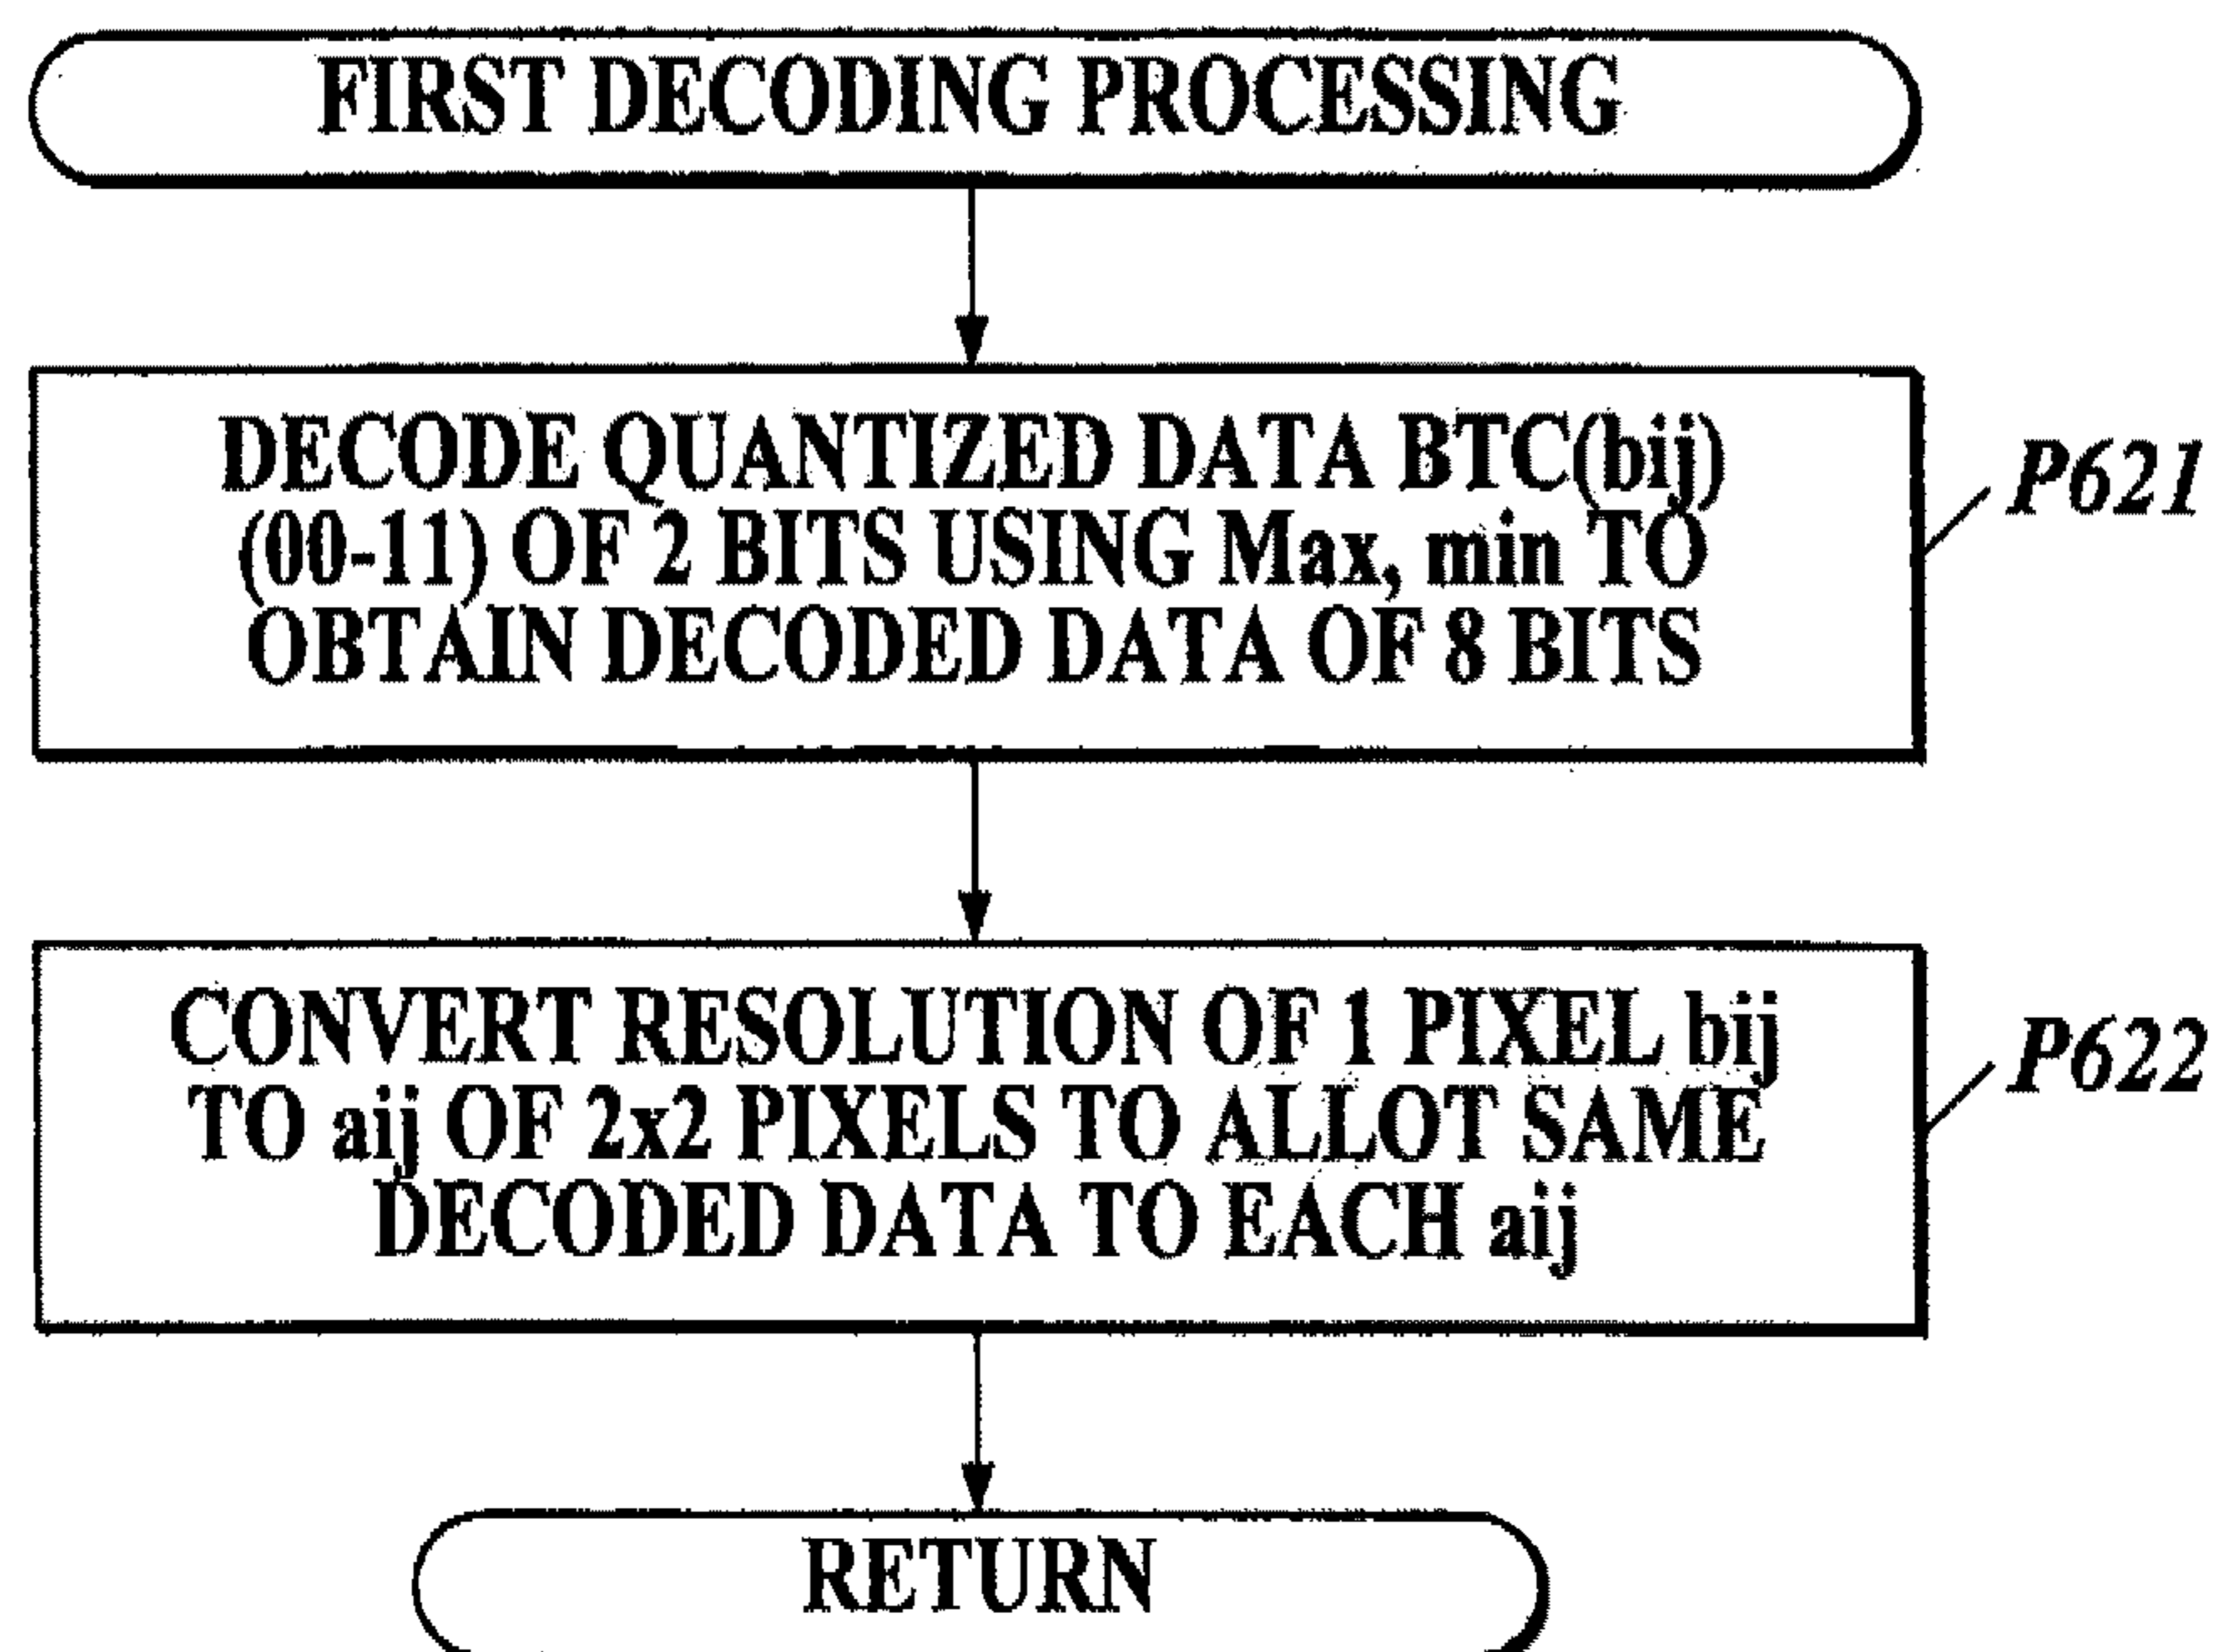 FIRST DECODING PROCESSING
DECODE QUANTIZED DATA BTC(bij)
(00-11) OF 2 BITS USING Max, min TO
OBTAIN DECODED DATA OF 8 BITS
P621
CONVERT RESOLUTION OF 1 PIXEL bij
TO aij OF 2x2 PIXELS TO ALLOT SAME
DECODED DATA TO EACH aij
P622
RETURN